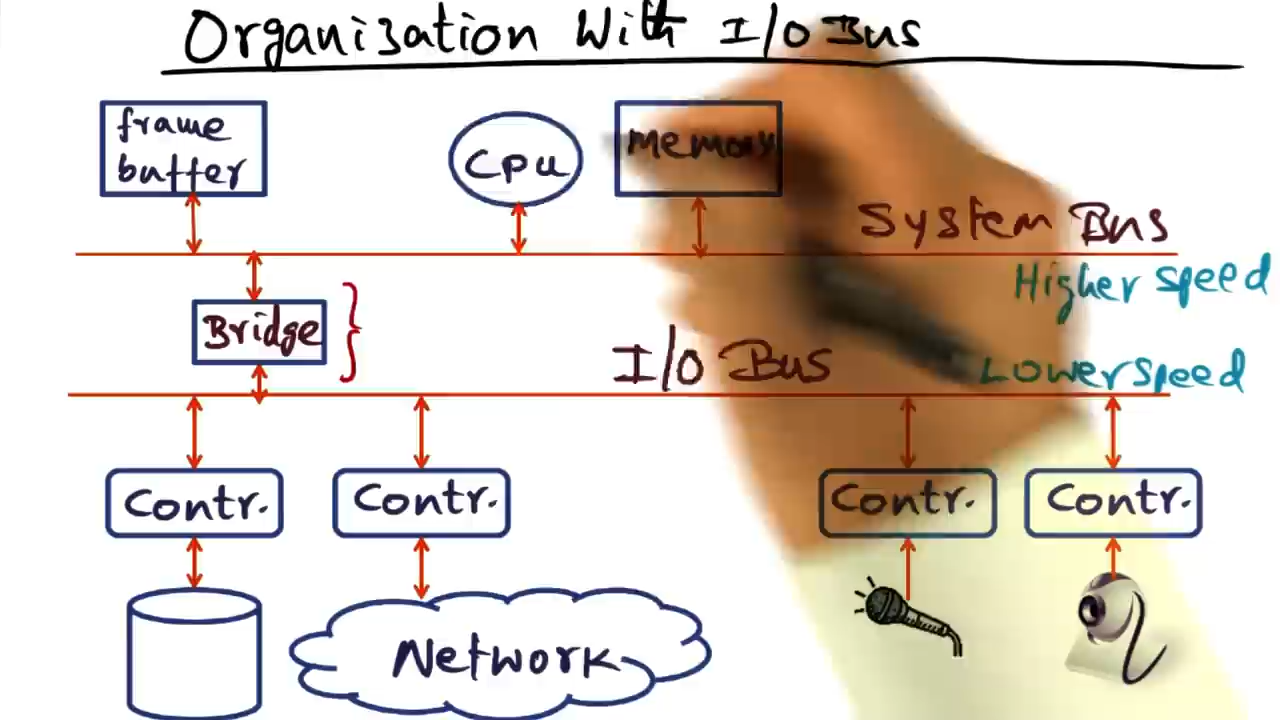 Organization With I/O Bus
frame
buffer
CPU
Memory
System Bus
Higher speed
Bridge
I/O Bus
Lower speed
Contr.
Contr.
Contr.
Contr.
Network